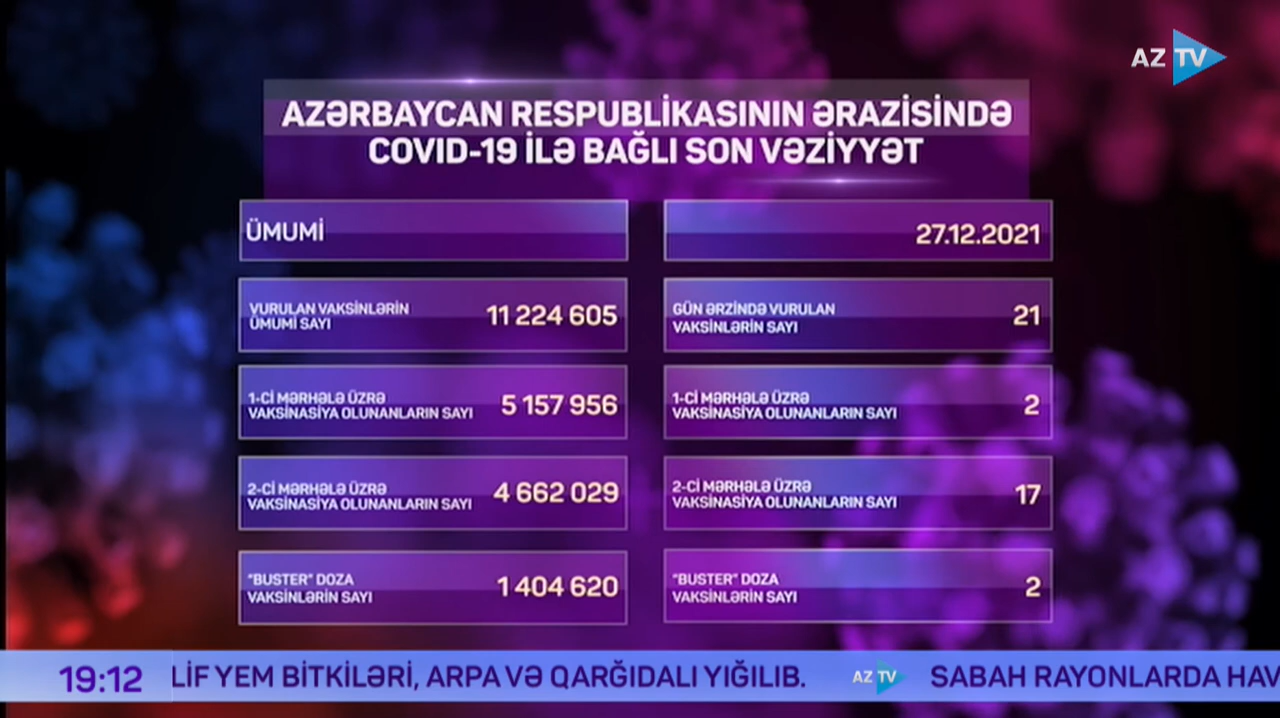 AZ TV
AZƏRBAYCAN RESPUBLİKASININ ƏRAZİSİNDƏ
COVID-19 İLƏ BAĞLI SON VƏZİYYƏT
ÜMUMİ
27.12.2021
VURULAN VAKSİNLƏRİN
ÜMUMİ SAYI
11 224 605
GÜN ƏRZİNDƏ VURULAN
VAKSİNLƏRİN SAYI
21
1-Cİ MƏRHƏLƏ ÜZRƏ
VAKSİNASİYA OLUNANLARIN SAYI
5 157 956
1-Cİ MƏRHƏLƏ ÜZRƏ
VAKSİNASİYA OLUNANLARIN SAYI
2
2-Cİ MƏRHƏLƏ ÜZRƏ
VAKSİNASİYA OLUNANLARIN SAYI
4 662 029
2-Cİ MƏRHƏLƏ ÜZRƏ
VAKSİNASİYA OLUNANLARIN SAYI
17
"BUSTER" DOZA
VAKSİNLƏRİN SAYI
1 404 620
"BUSTER" DOZA
VAKSİNLƏRİN SAYI
2
19:12 LİF YEM BİTKİLƏRİ, ARPA VƏ QARĞIDALI YIĞILIB. AZ TV SABAH RAYONLARDA HAV